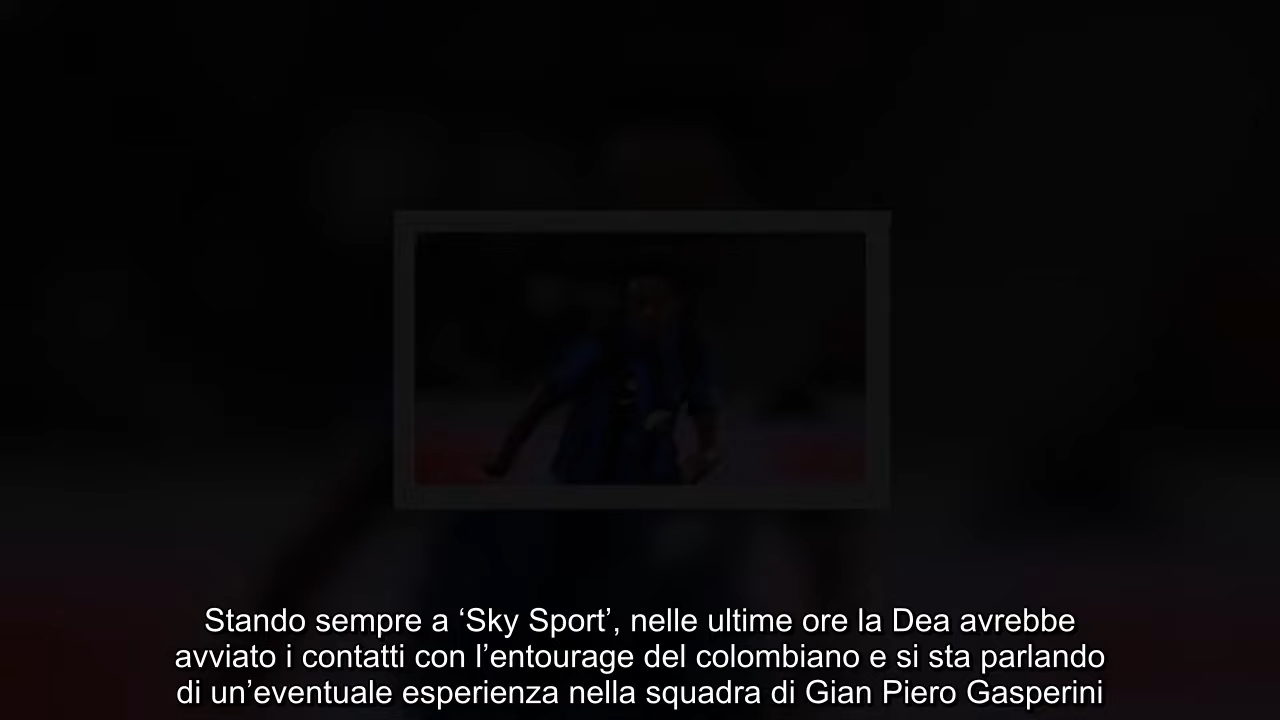 Stando sempre a ‘Sky Sport’, nelle ultime ore la Dea avrebbe
avviato i contatti con l’entourage del colombiano e si sta parlando
di un’eventuale esperienza nella squadra di Gian Piero Gasperini